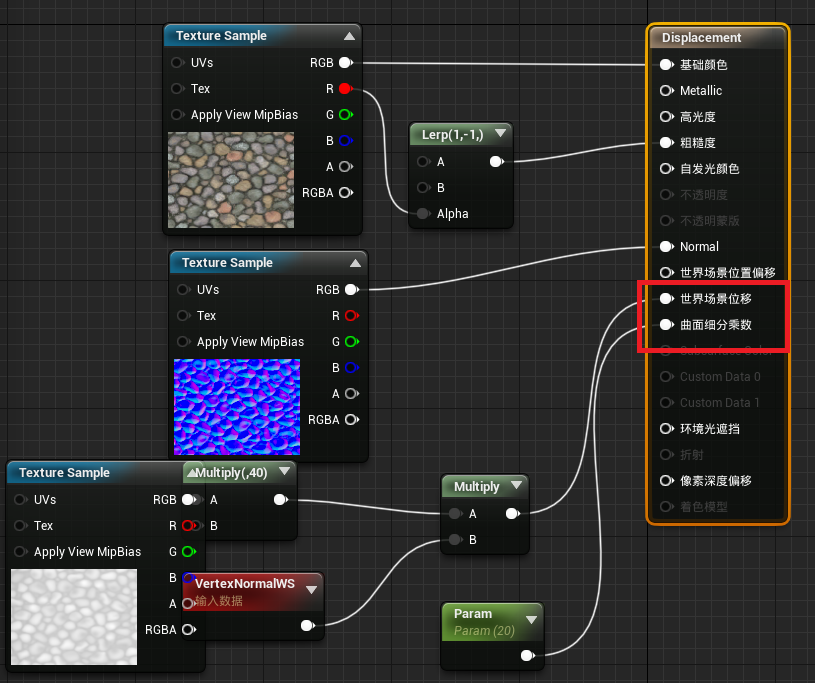 Texture Sample
UVs
RGB
Tex
R
Apply View MipBias
G
B
A
RGBA
Lerp(1,-1,)
A
B
Alpha
Texture Sample
UVs
RGB
Tex
R
Apply View MipBias
G
B
A
RGBA
Texture Sample
UVs
RGB
Tex
R
Apply View MipBias
G
B
A
RGBA
Multiply(,40)
A
B
VertexNormalWS
输入数据
Multiply
A
B
Param
Param (20)
Displacement
基础颜色
Metallic
高光度
粗糙度
自发光颜色
不透明度
不透明蒙版
Normal
世界场景位置偏移
世界场景位移
曲面细分乘数
Subsurface Color
Custom Data 0
Custom Data 1
环境光遮挡
折射
像素深度偏移
着色模型